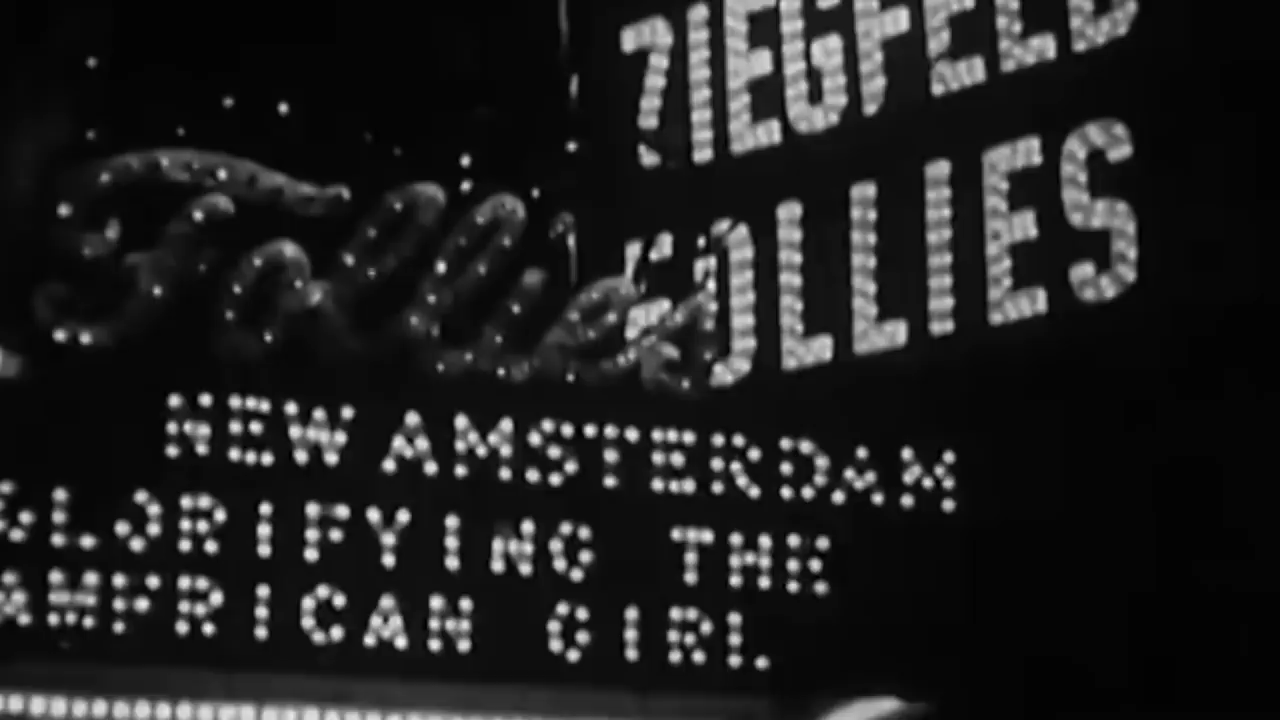 ZIEGFELD
FOLLIES
Follies
NEW AMSTERDAM
GLORIFYING THE
AMERICAN GIRL